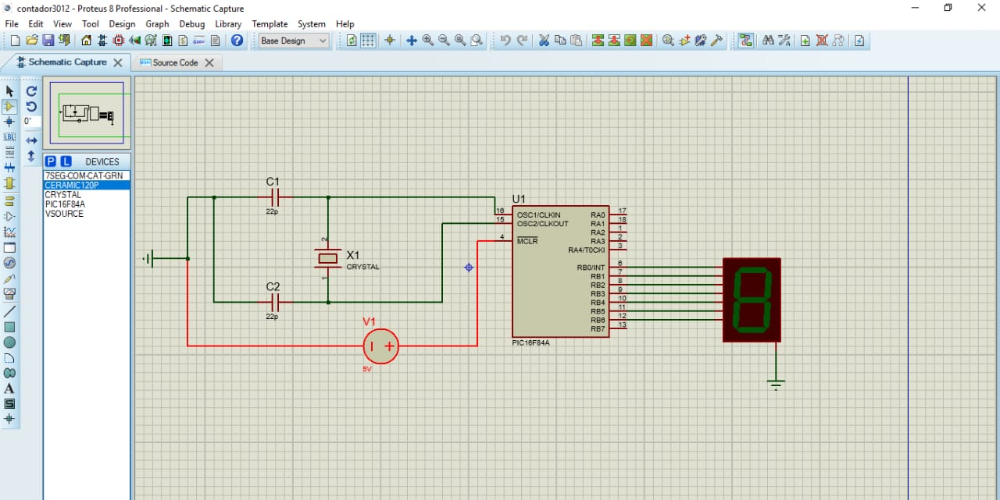 contador3012 - Proteus 8 Professional - Schematic Capture
File Edit View Tool Design Graph Debug Library Template System Help
Base Design
Schematic Capture
Source Code
0°
LBL
P L DEVICES
7SEG-COM-CAT-GRN
CERAMIC120P
CRYSTAL
PIC16F84A
VSOURCE
A
S
C1
22p
2
X1
CRYSTAL
1
C2
22p
V1
5V
U1
16 OSC1/CLKIN RA0 17
15 OSC2/CLKOUT RA1 18
RA2 1
4 MCLR RA3 2
RA4/T0CKI 3
RB0/INT 6
RB1 7
RB2 8
RB3 9
RB4 10
RB5 11
RB6 12
RB7 13
PIC16F84A